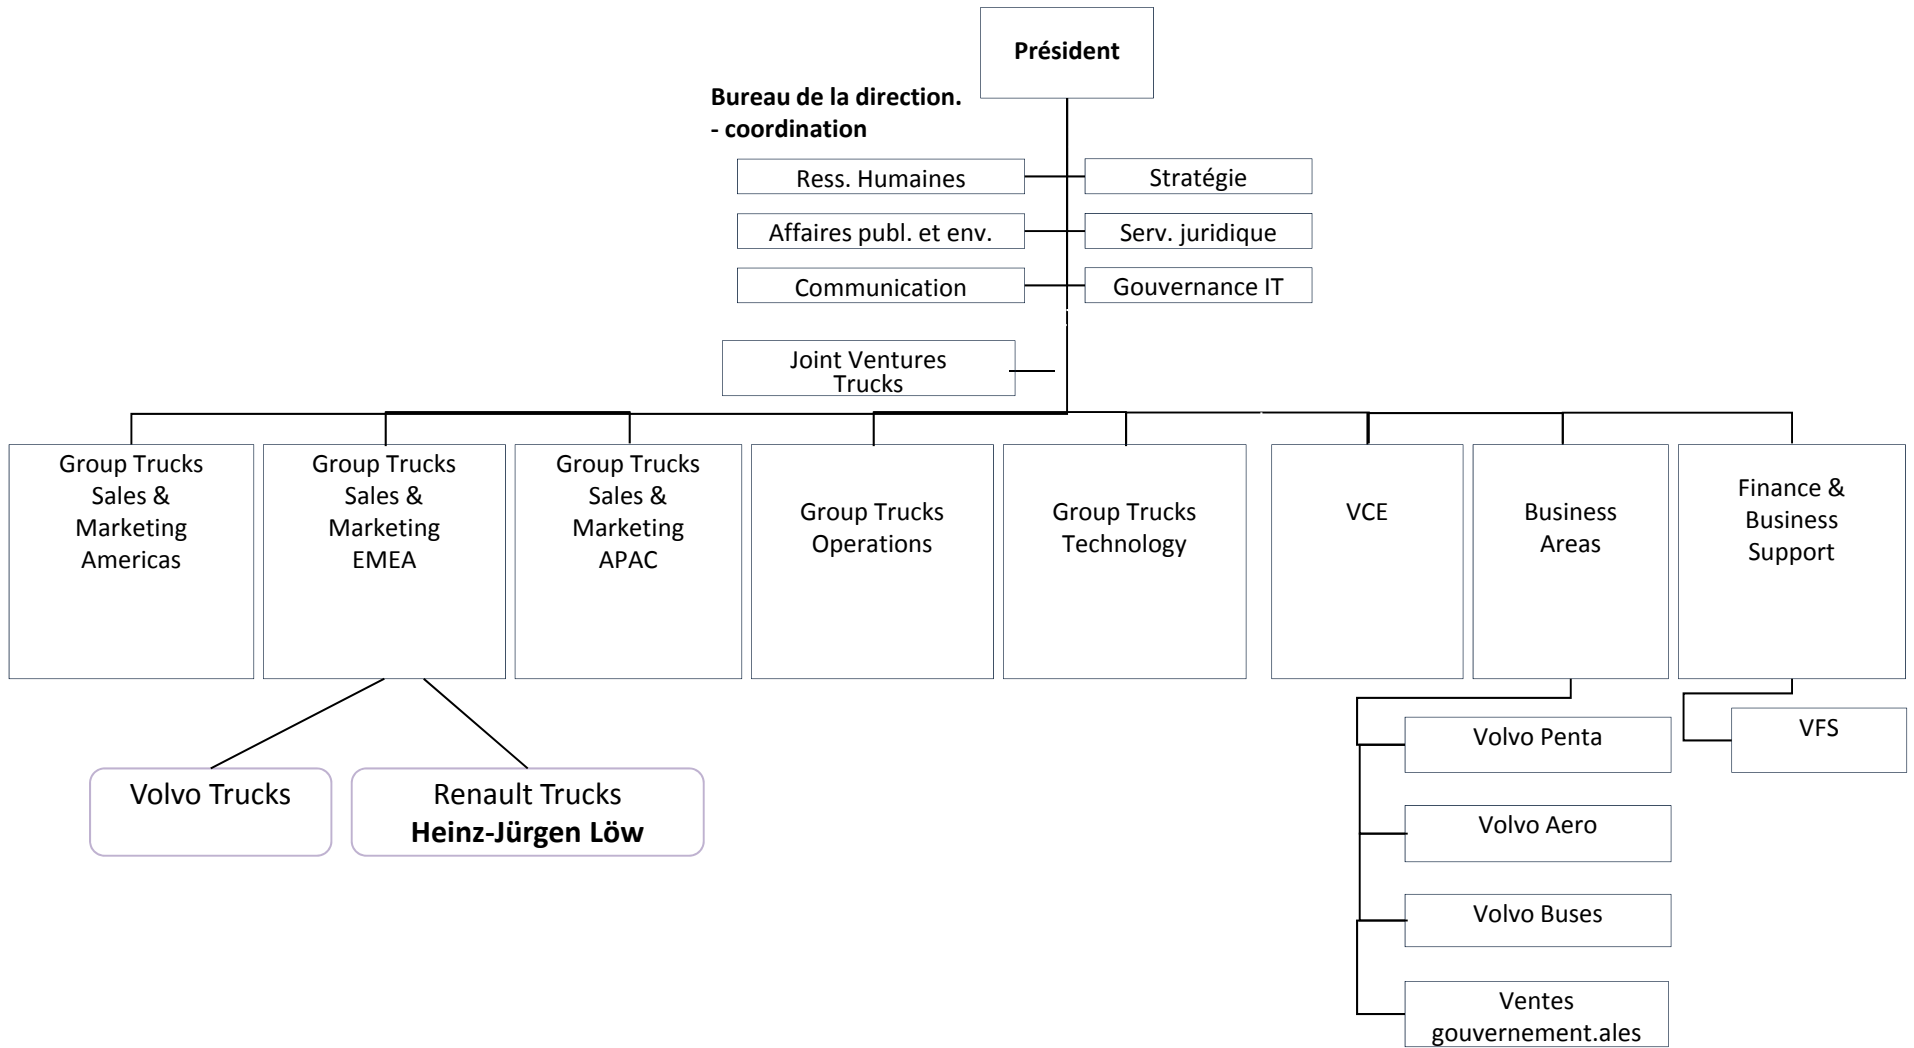 Président
Bureau de la direction.
- coordination
Ress. Humaines
Stratégie
Affaires publ. et env.
Serv. juridique
Communication
Gouvernance IT
Joint Ventures
Trucks
Group Trucks
Sales &
Marketing
Americas
Group Trucks
Sales &
Marketing
EMEA
Group Trucks
Sales &
Marketing
APAC
Group Trucks
Operations
Group Trucks
Technology
VCE
Business
Areas
Finance &
Business
Support
Volvo Trucks
Renault Trucks
Heinz-Jürgen Löw
Volvo Penta
Volvo Aero
Volvo Buses
Ventes
gouvernement.ales
VFS